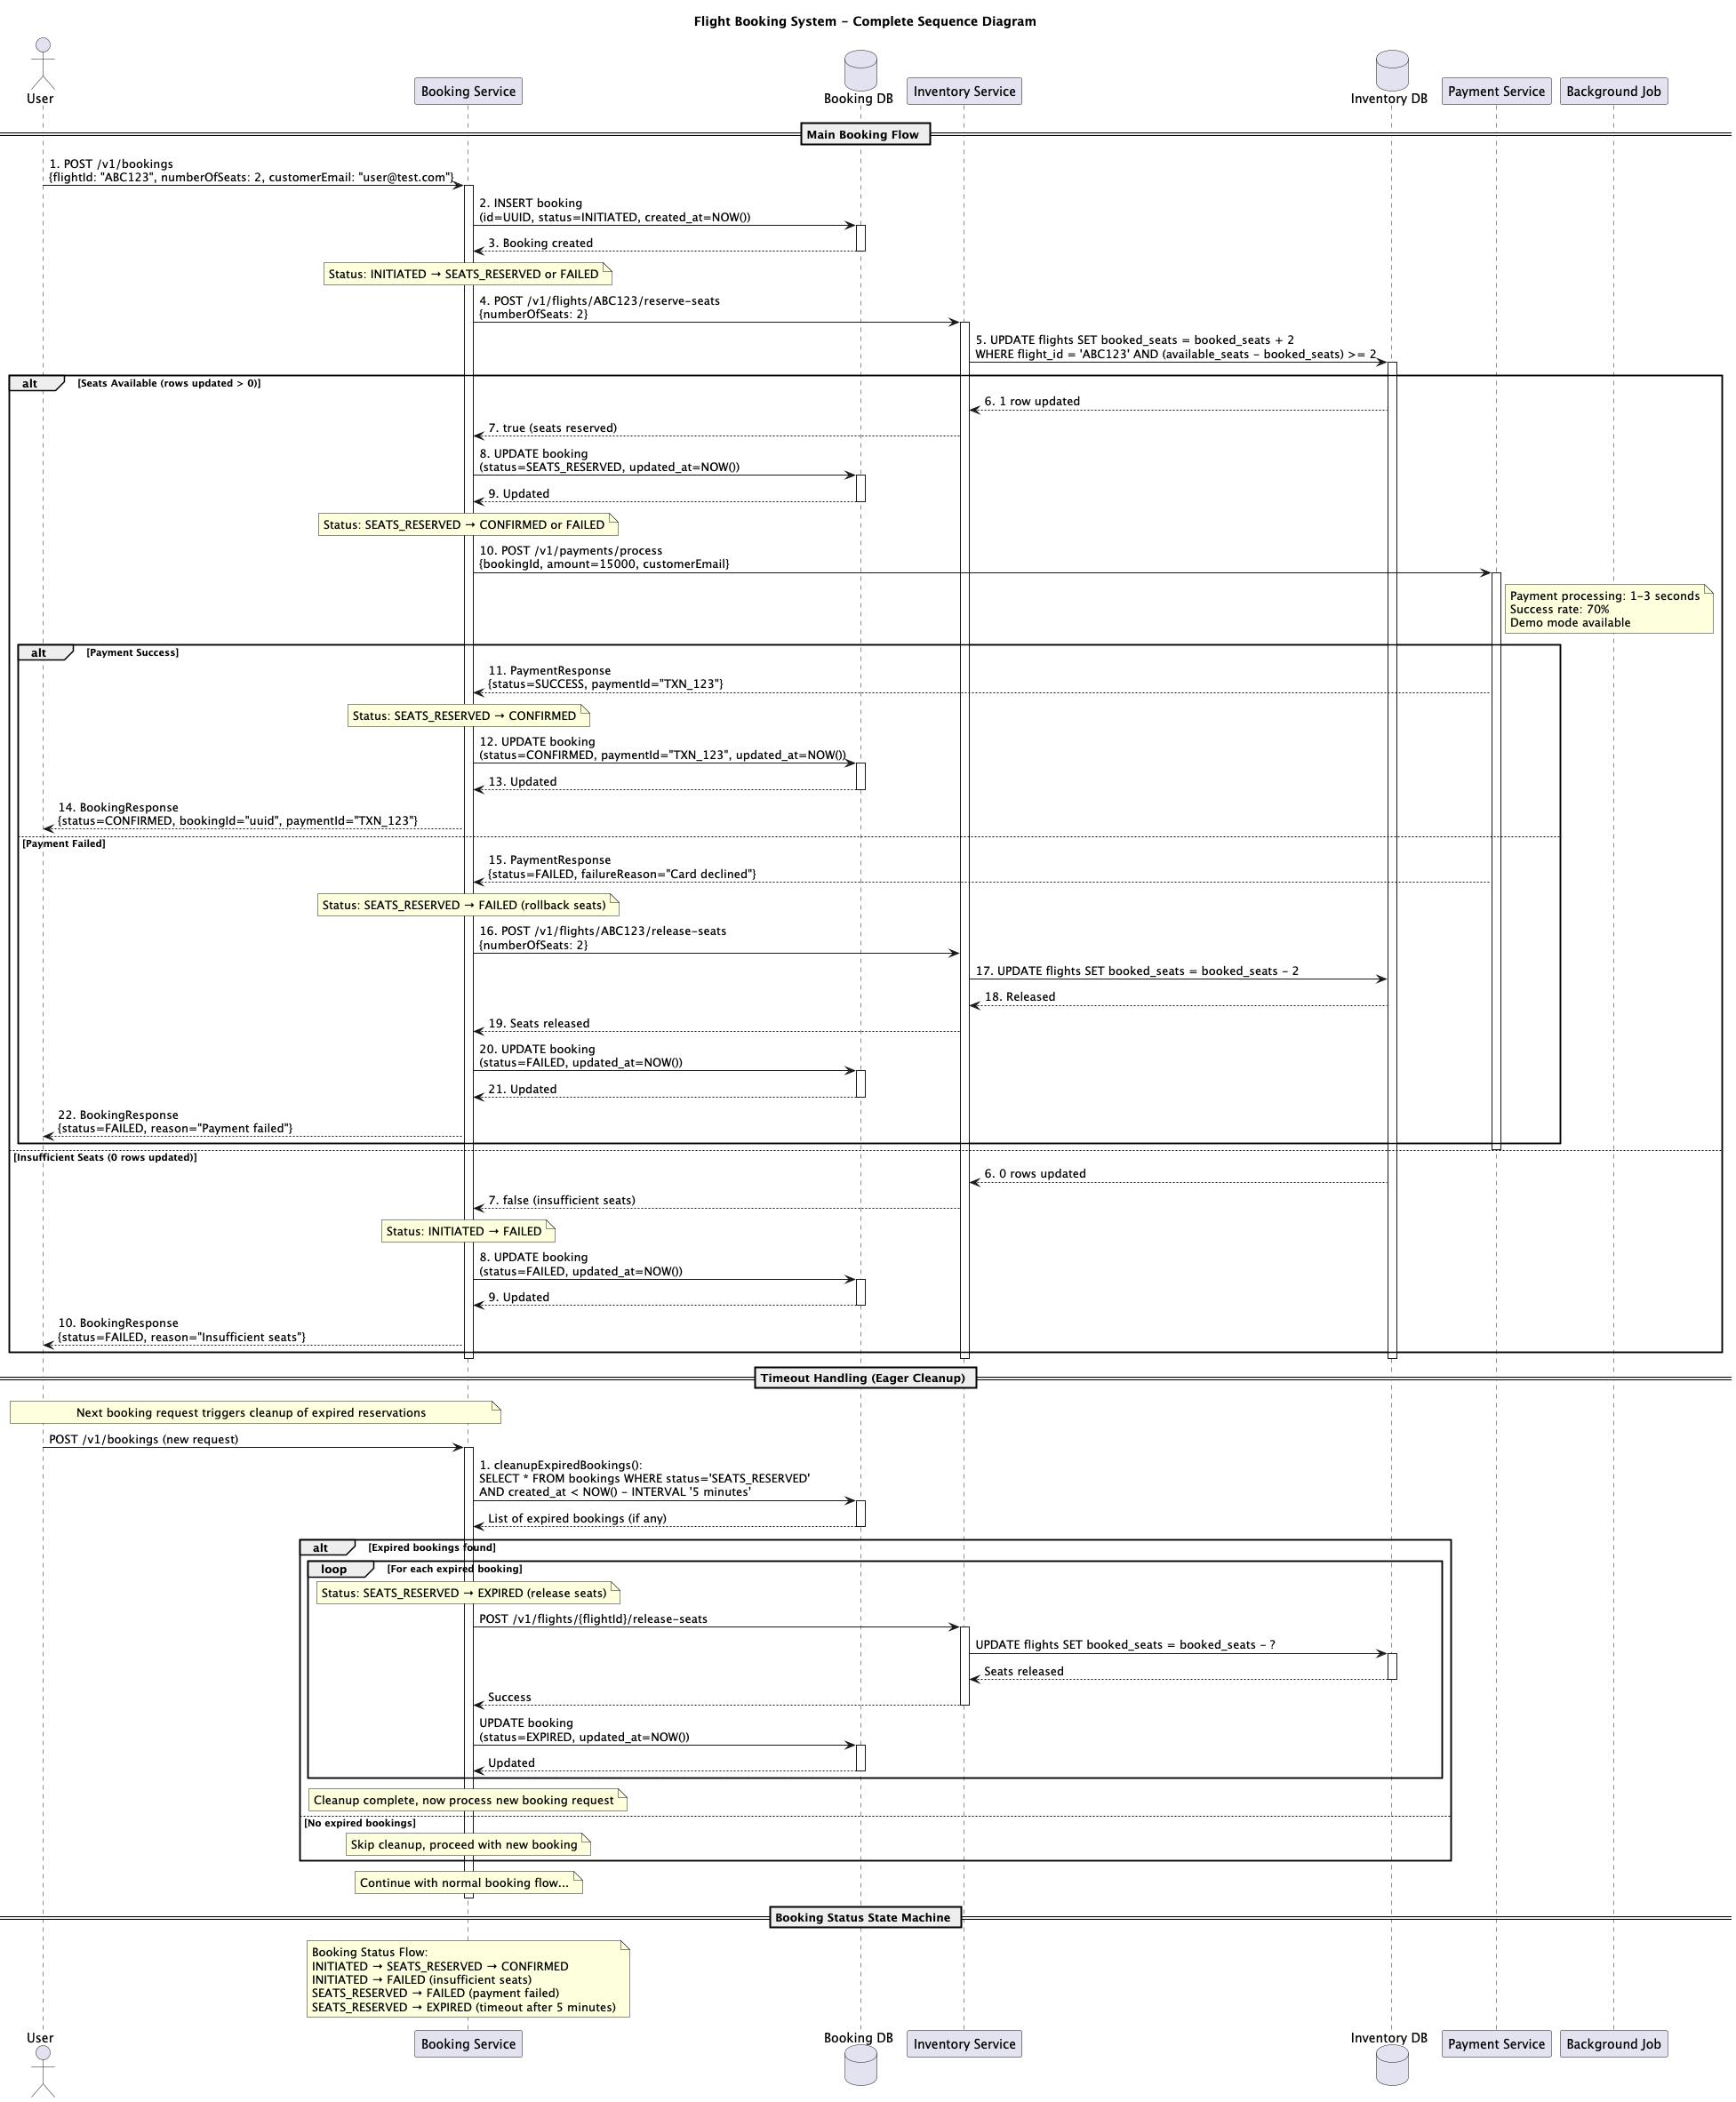 Flight Booking System – Complete Sequence Diagram
User
Booking Service
Booking DB
Inventory Service
Inventory DB
Payment Service
Background Job
Main Booking Flow
1. POST /v1/bookings
{flightId: "ABC123", numberOfSeats: 2, customerEmail: "user@test.com"}
2. INSERT booking
(id=UUID, status=INITIATED, created_at=NOW())
3. Booking created
Status: INITIATED → SEATS_RESERVED or FAILED
4. POST /v1/flights/ABC123/reserve-seats
{numberOfSeats: 2}
5. UPDATE flights SET booked_seats = booked_seats + 2
WHERE flight_id = 'ABC123' AND (available_seats – booked_seats) >= 2
alt [Seats Available (rows updated > 0)]
6. 1 row updated
7. true (seats reserved)
8. UPDATE booking
(status=SEATS_RESERVED, updated_at=NOW())
9. Updated
Status: SEATS_RESERVED → CONFIRMED or FAILED
10. POST /v1/payments/process
{bookingId, amount=15000, customerEmail}
Payment processing: 1-3 seconds
Success rate: 70%
Demo mode available
alt [Payment Success]
11. PaymentResponse
{status=SUCCESS, paymentId="TXN_123"}
Status: SEATS_RESERVED → CONFIRMED
12. UPDATE booking
(status=CONFIRMED, paymentId="TXN_123", updated_at=NOW())
13. Updated
14. BookingResponse
{status=CONFIRMED, bookingId="uuid", paymentId="TXN_123"}
[Payment Failed]
15. PaymentResponse
{status=FAILED, failureReason="Card declined"}
Status: SEATS_RESERVED → FAILED (rollback seats)
16. POST /v1/flights/ABC123/release-seats
{numberOfSeats: 2}
17. UPDATE flights SET booked_seats = booked_seats – 2
18. Released
19. Seats released
20. UPDATE booking
(status=FAILED, updated_at=NOW())
21. Updated
22. BookingResponse
{status=FAILED, reason="Payment failed"}
[Insufficient Seats (0 rows updated)]
6. 0 rows updated
7. false (insufficient seats)
Status: INITIATED → FAILED
8. UPDATE booking
(status=FAILED, updated_at=NOW())
9. Updated
10. BookingResponse
{status=FAILED, reason="Insufficient seats"}
Timeout Handling (Eager Cleanup)
Next booking request triggers cleanup of expired reservations
POST /v1/bookings (new request)
1. cleanupExpiredBookings():
SELECT * FROM bookings WHERE status='SEATS_RESERVED'
AND created_at < NOW() – INTERVAL '5 minutes'
List of expired bookings (if any)
alt [Expired bookings found]
loop [For each expired booking]
Status: SEATS_RESERVED → EXPIRED (release seats)
POST /v1/flights/{flightId}/release-seats
UPDATE flights SET booked_seats = booked_seats – ?
Seats released
Success
UPDATE booking
(status=EXPIRED, updated_at=NOW())
Updated
Cleanup complete, now process new booking request
[No expired bookings]
Skip cleanup, proceed with new booking
Continue with normal booking flow...
Booking Status State Machine
Booking Status Flow:
INITIATED → SEATS_RESERVED → CONFIRMED
INITIATED → FAILED (insufficient seats)
SEATS_RESERVED → FAILED (payment failed)
SEATS_RESERVED → EXPIRED (timeout after 5 minutes)
User
Booking Service
Booking DB
Inventory Service
Inventory DB
Payment Service
Background Job